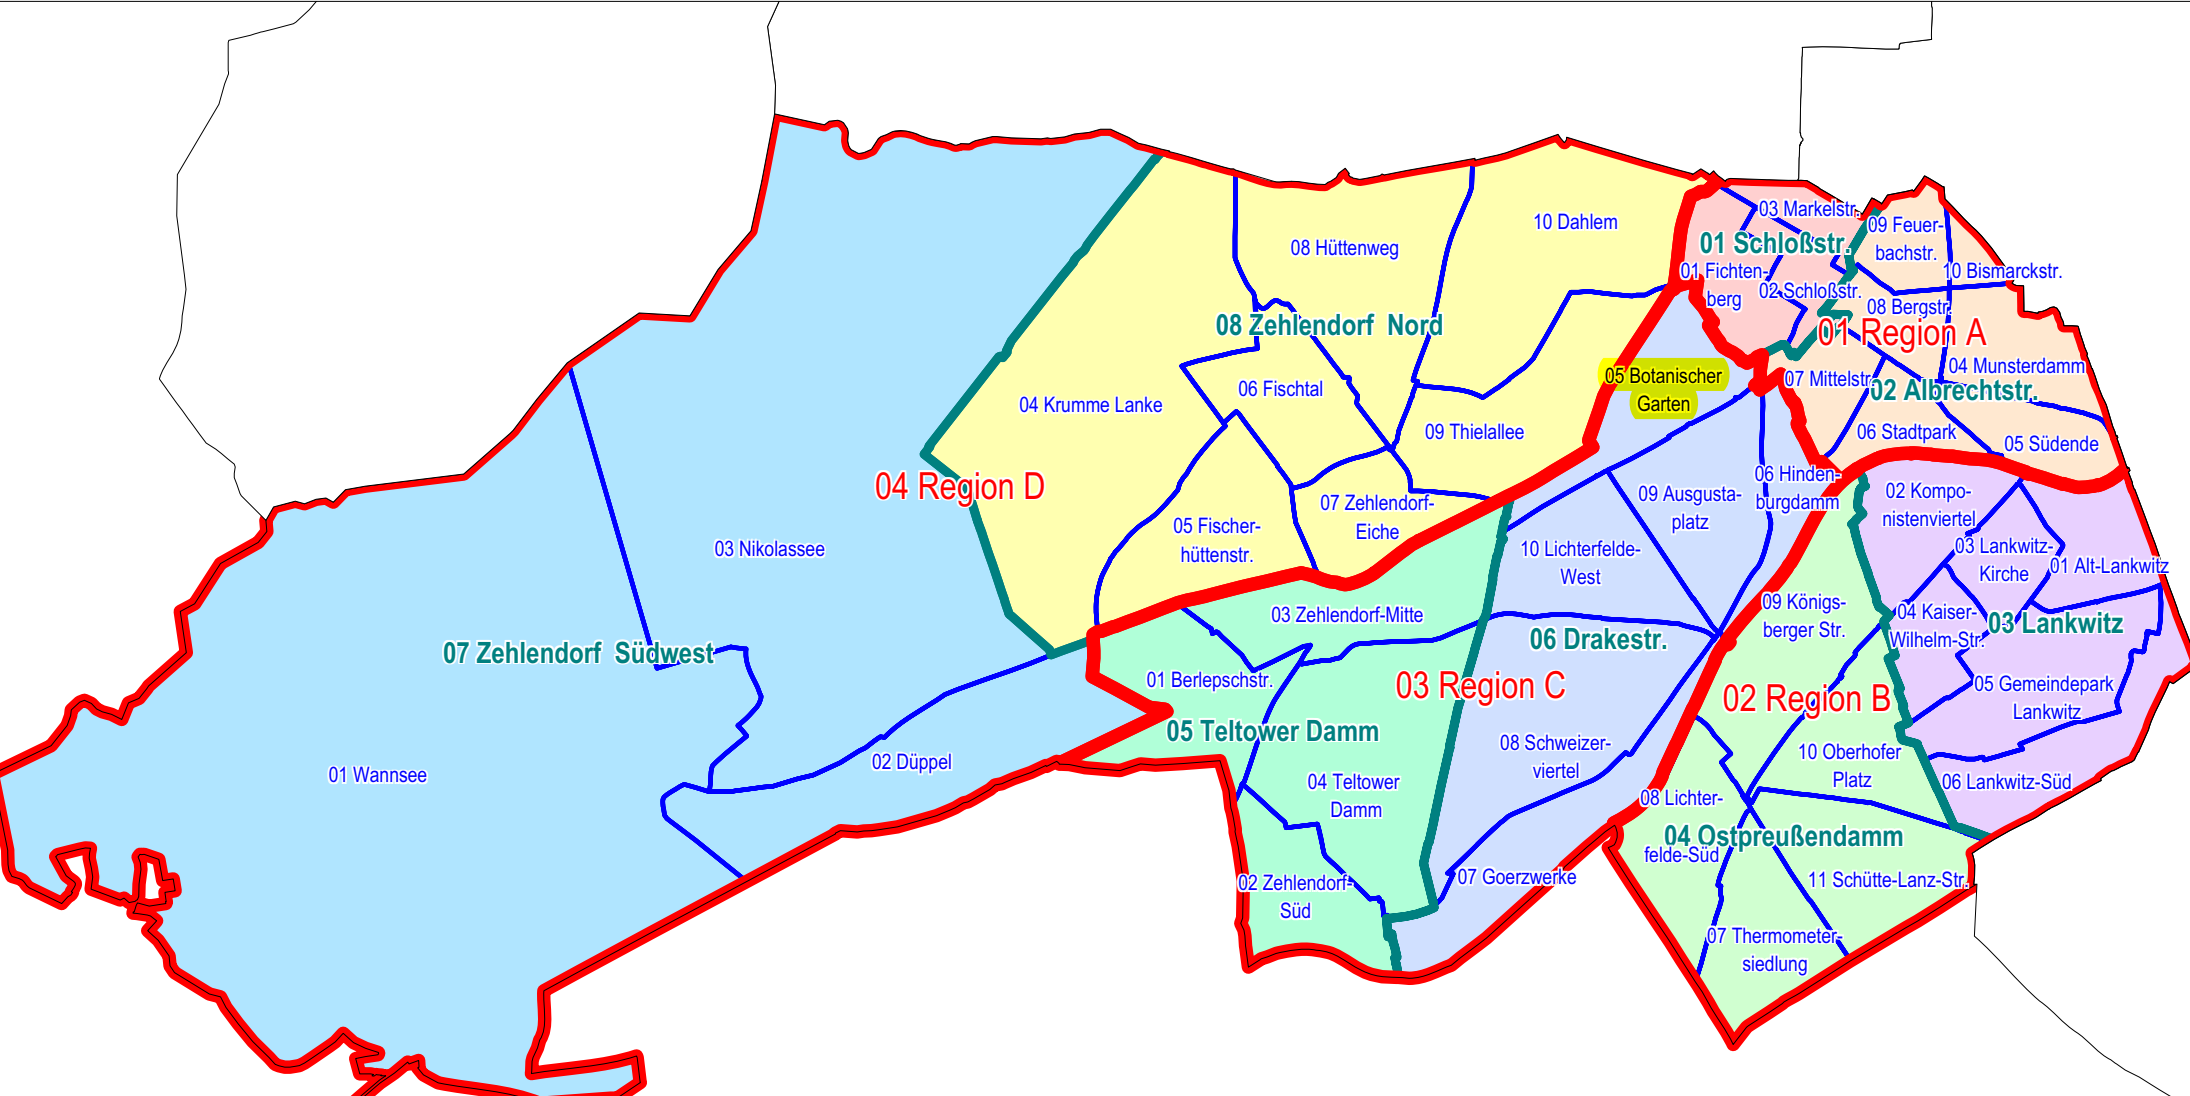 03 Markelstr.
10 Dahlem
09 Feuer-
bachstr.
01 Schloßstr.
08 Hüttenweg
01 Fichten-
berg
10 Bismarckstr.
02 Schloßstr.
08 Bergstr.
08 Zehlendorf Nord
01 Region A
04 Munsterdamm
05 Botanischer
Garten
07 Mittelstr.
02 Albrechtstr.
06 Fischtal
04 Krumme Lanke
09 Thielallee
06 Stadtpark
05 Südende
04 Region D
06 Hinden-
burgdamm
09 Ausgusta-
platz
02 Kompo-
nistenviertel
07 Zehlendorf-
Eiche
05 Fischer-
hüttenstr.
03 Nikolassee
10 Lichterfelde-
West
03 Lankwitz-
Kirche
01 Alt-Lankwitz
09 Königs-
berger Str.
04 Kaiser-
Wilhelm-Str.
03 Lankwitz
03 Zehlendorf-Mitte
06 Drakestr.
07 Zehlendorf Südwest
01 Berlepschstr.
03 Region C
02 Region B
05 Gemeindepark
Lankwitz
05 Teltower Damm
08 Schweizer-
viertel
10 Oberhofer
Platz
02 Düppel
01 Wannsee
04 Teltower
Damm
06 Lankwitz-Süd
08 Lichter-
felde-Süd
04 Ostpreußendamm
02 Zehlendorf-
Süd
07 Goerzwerke
11 Schütte-Lanz-Str.
07 Thermometer-
siedlung